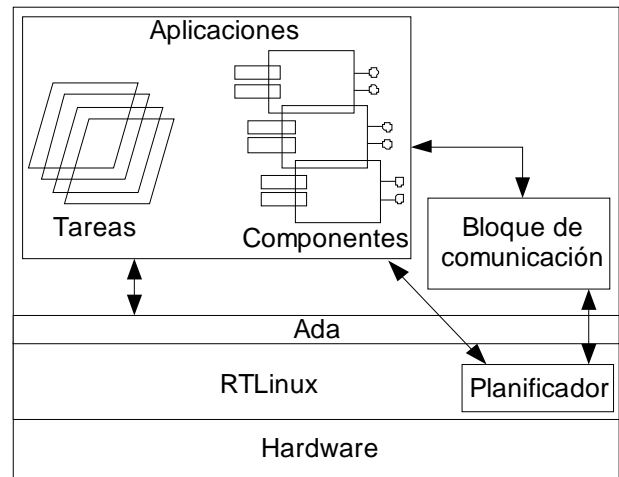 Aplicaciones
Tareas
Componentes
Bloque de
comunicación
Ada
RTLinux
Planificador
Hardware